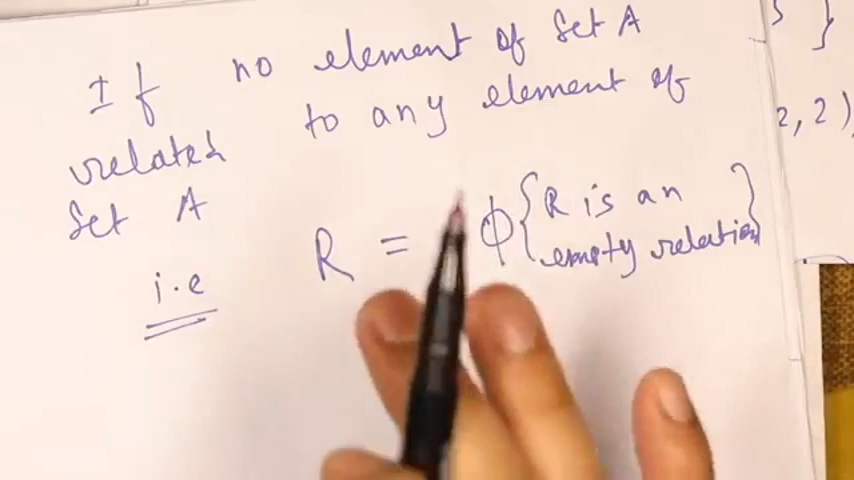 If no element of Set A
related to any element of
Set A
i.e R = φ {R is an
empty relation}
}
2, 2)